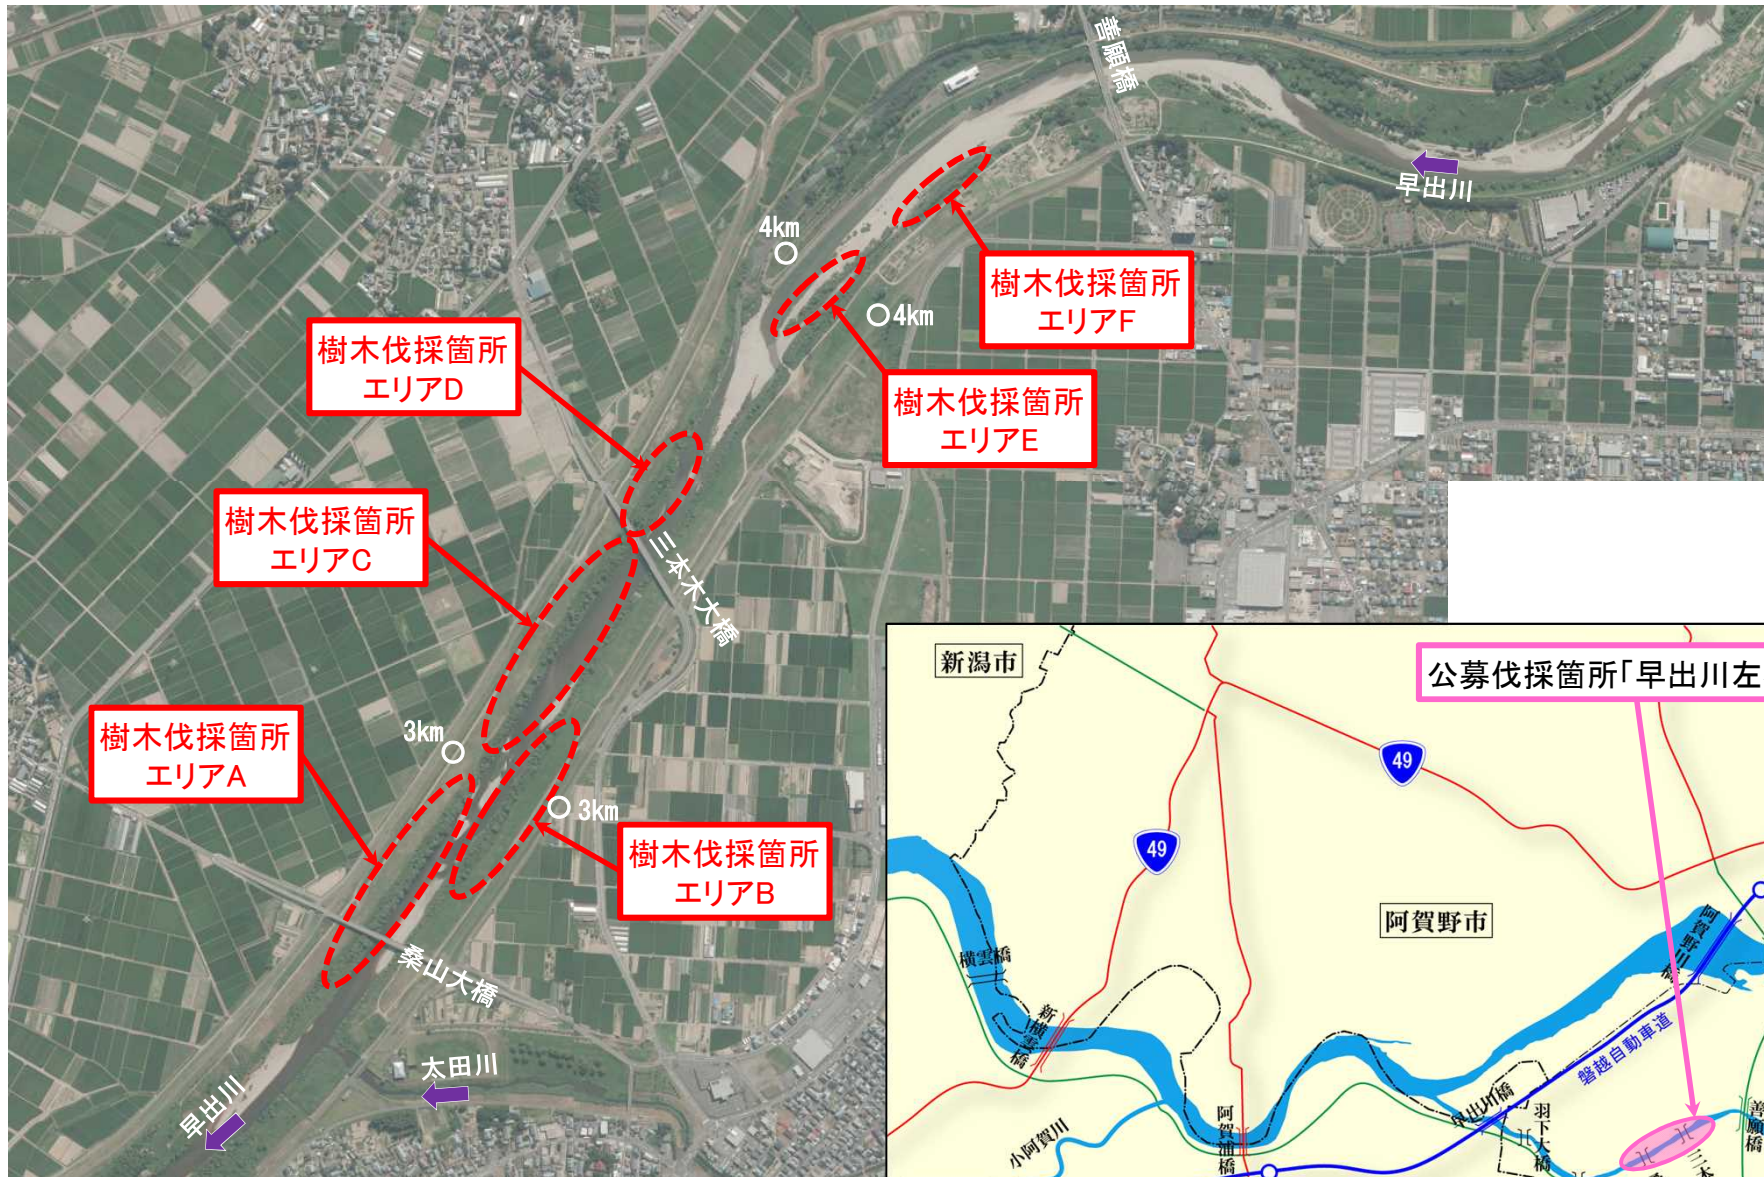 善願橋
早出川
4km
4km
樹木伐採箇所
エリアF
樹木伐採箇所
エリアD
樹木伐採箇所
エリアE
樹木伐採箇所
エリアC
三本木大橋
樹木伐採箇所
エリアA
3km
3km
樹木伐採箇所
エリアB
桑山大橋
太田川
早出川
新潟市
公募伐採箇所｢早出川左
49
49
阿賀野市
阿賀野川橋
横雲橋
新横雲橋
磐越自動車道
早出川橋
小阿賀川
阿賀浦橋
羽下大橋
善願橋
三本